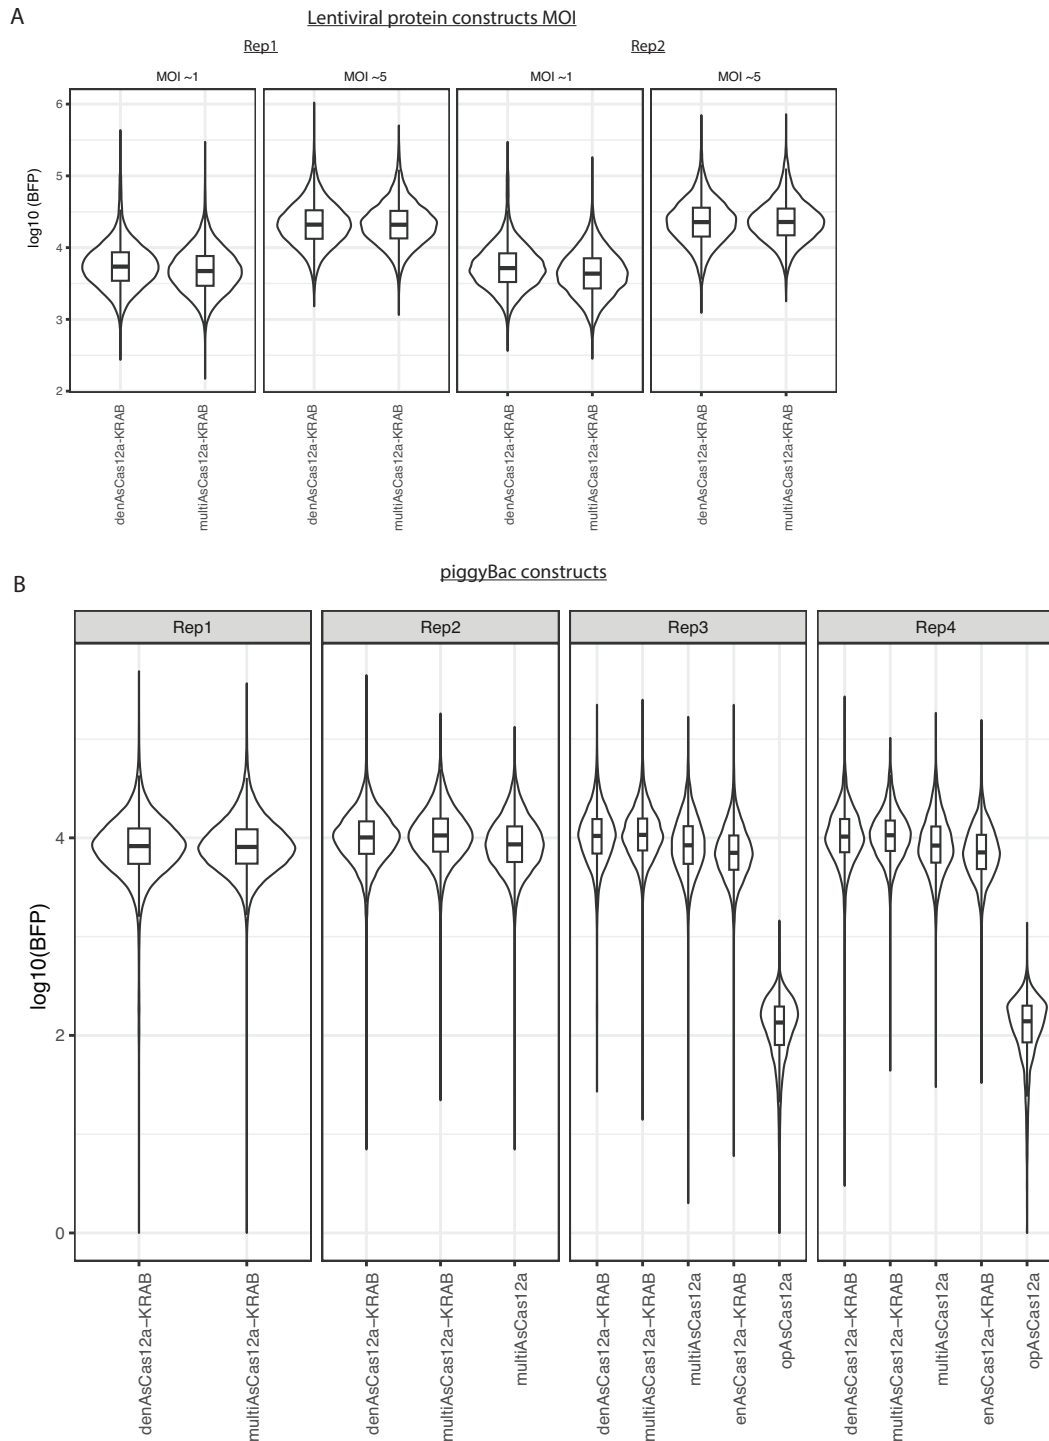 A
Lentiviral protein constructs MOI
Rep1
Rep2
MOI ~1
MOI ~5
MOI ~1
MOI ~5
log10 (BFP)
6
5
4
3
2
denAsCas12a-KRAB
multiAsCas12a-KRAB
denAsCas12a-KRAB
multiAsCas12a-KRAB
denAsCas12a-KRAB
multiAsCas12a-KRAB
denAsCas12a-KRAB
multiAsCas12a-KRAB
B
piggyBac constructs
Rep1
Rep2
Rep3
Rep4
log10(BFP)
4
2
0
denAsCas12a−KRAB
multiAsCas12a−KRAB
denAsCas12a−KRAB
multiAsCas12a−KRAB
multiAsCas12a
denAsCas12a−KRAB
multiAsCas12a−KRAB
multiAsCas12a
enAsCas12a−KRAB
opAsCas12a
denAsCas12a−KRAB
multiAsCas12a−KRAB
multiAsCas12a
enAsCas12a−KRAB
opAsCas12a